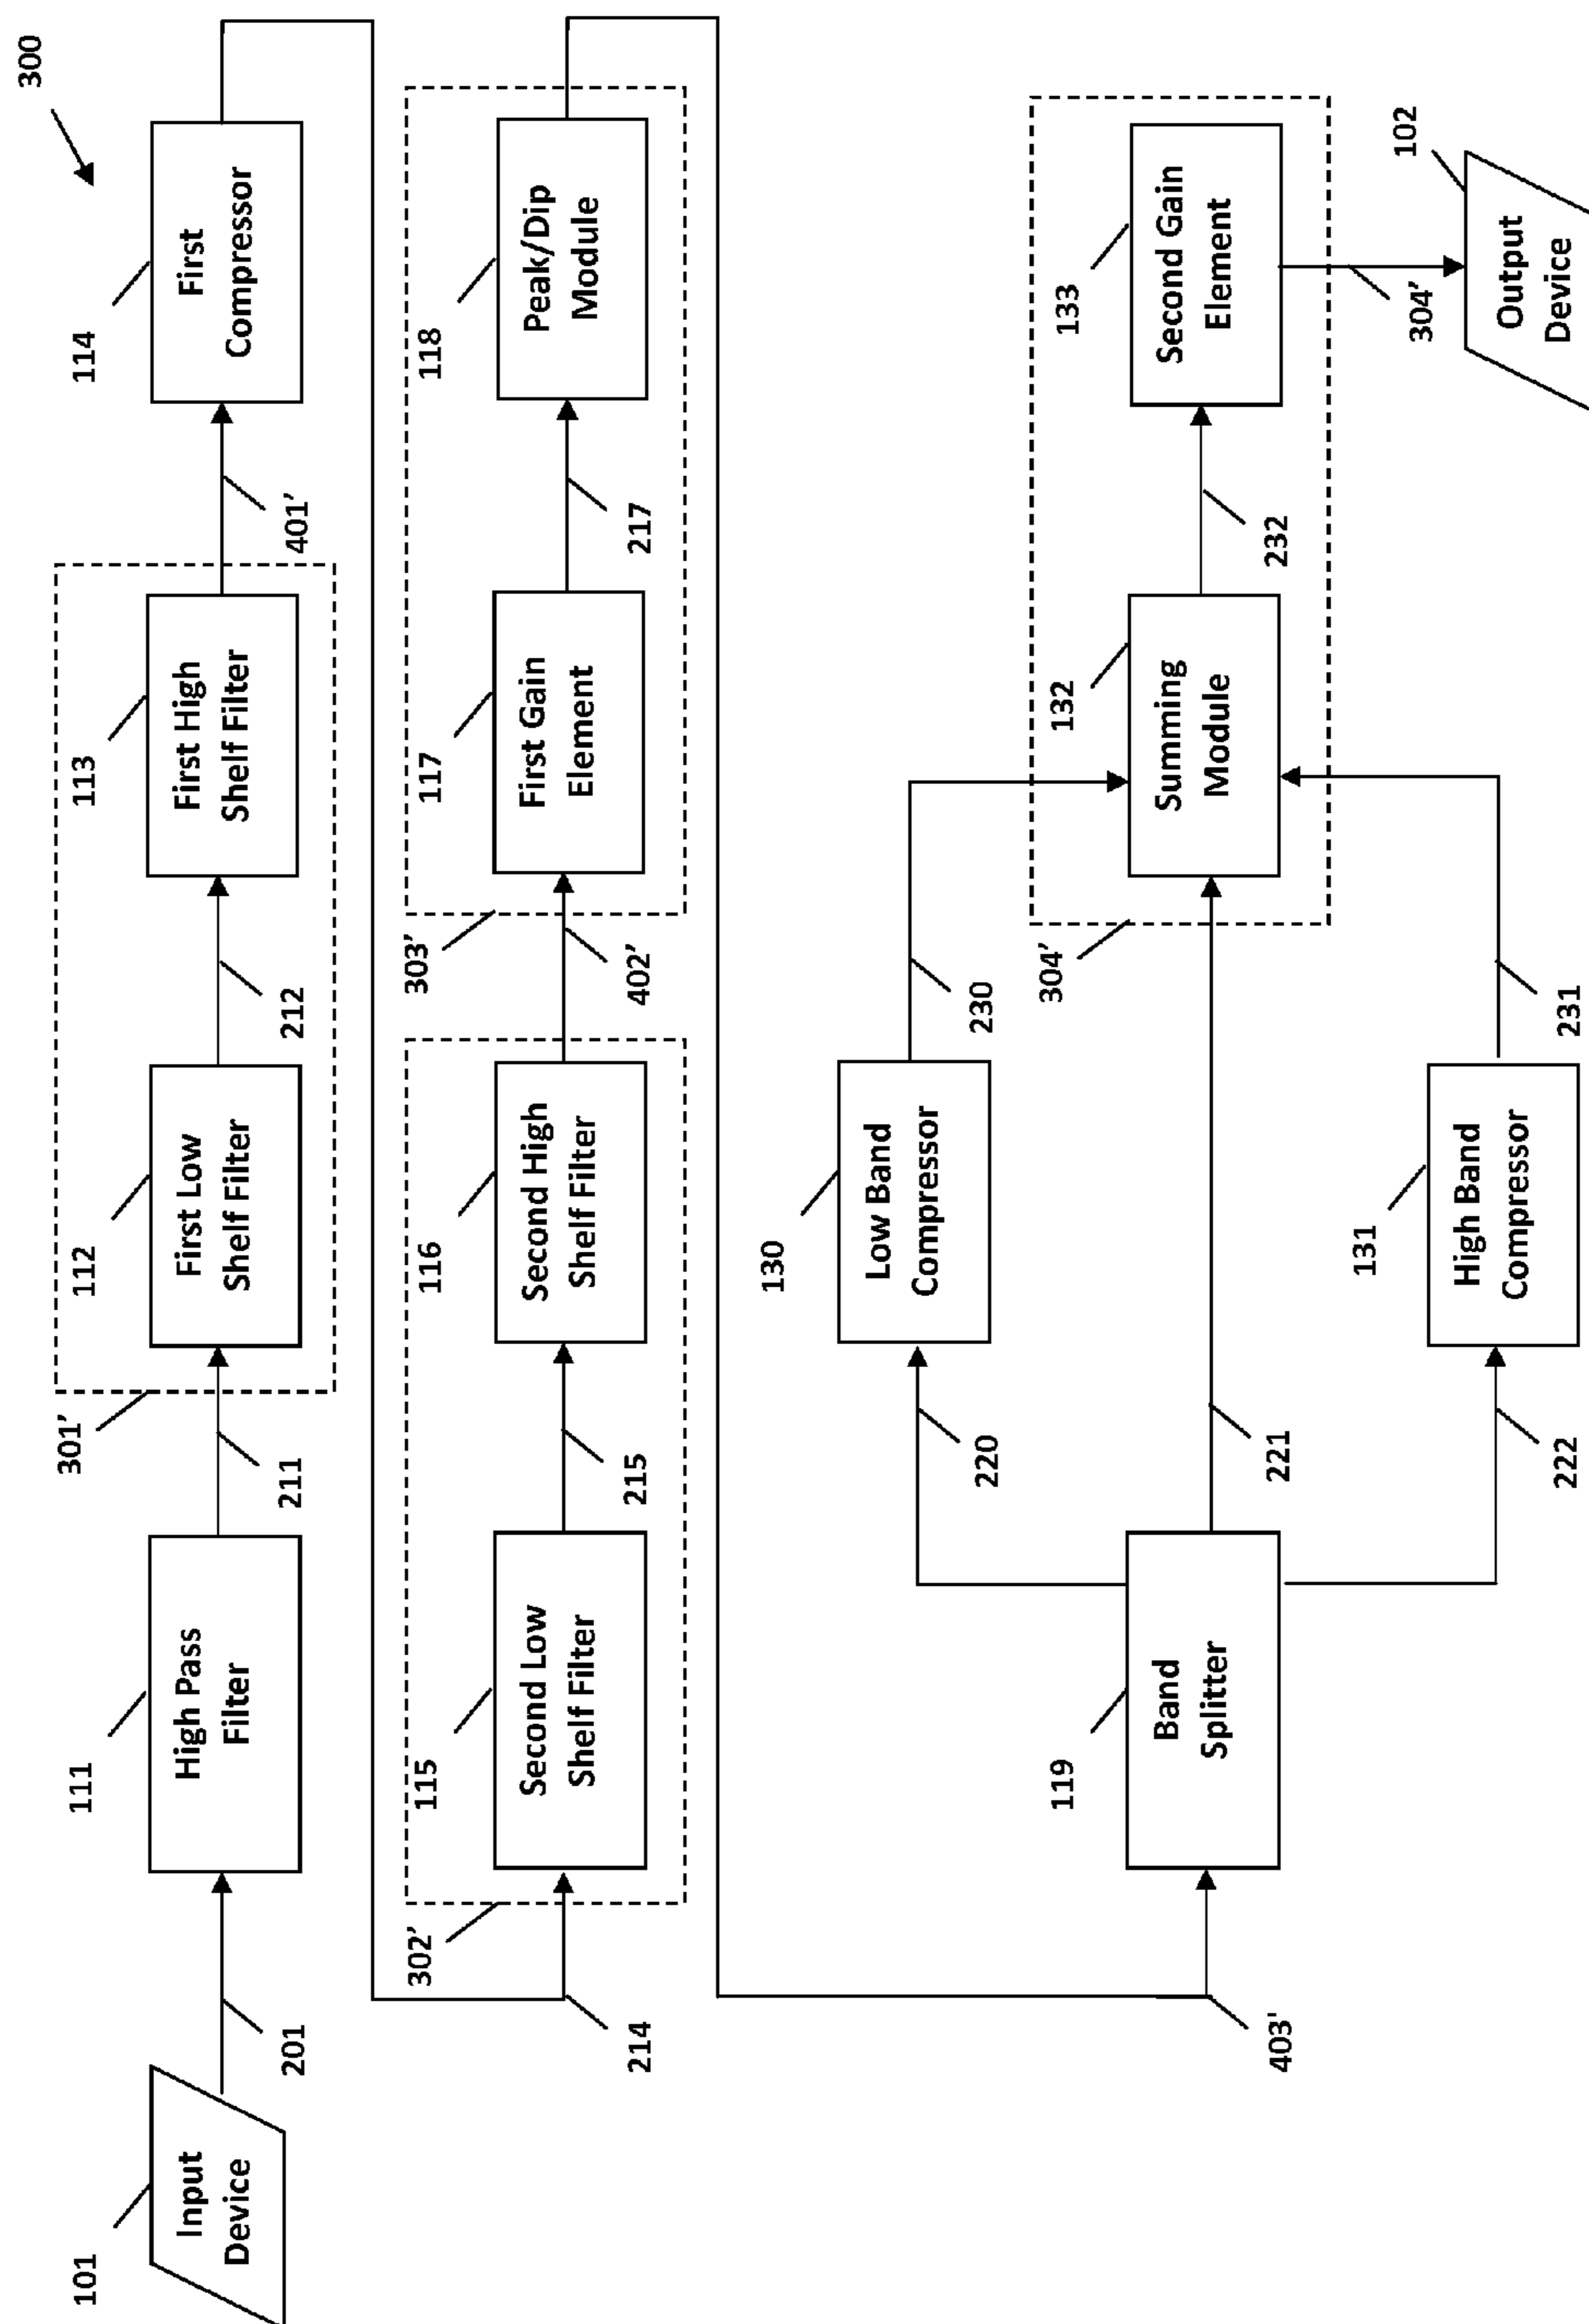 300
101
Input
Device
201
111
High Pass
Filter
211
301’
112
First Low
Shelf Filter
212
113
First High
Shelf Filter
401’
114
First
Compressor
214
302’
115
Second Low
Shelf Filter
215
116
Second High
Shelf Filter
402’
303’
117
First Gain
Element
217
118
Peak/Dip
Module
403'
119
Band
Splitter
220
221
222
130
Low Band
Compressor
131
High Band
Compressor
230
231
304’
132
Summing
Module
232
133
Second Gain
Element
304’
102
Output
Device